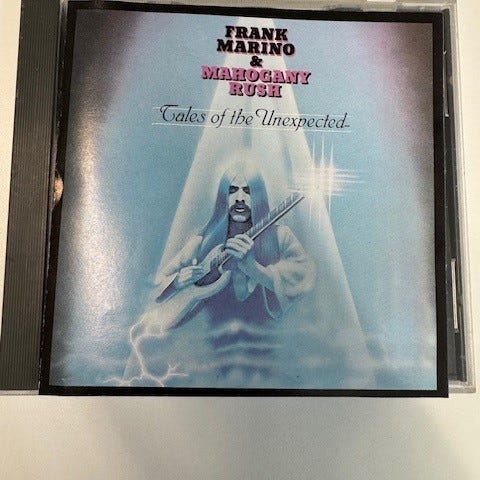 FRANK
MARINO
&
MAHOGANY
RUSH
Tales of the Unexpected